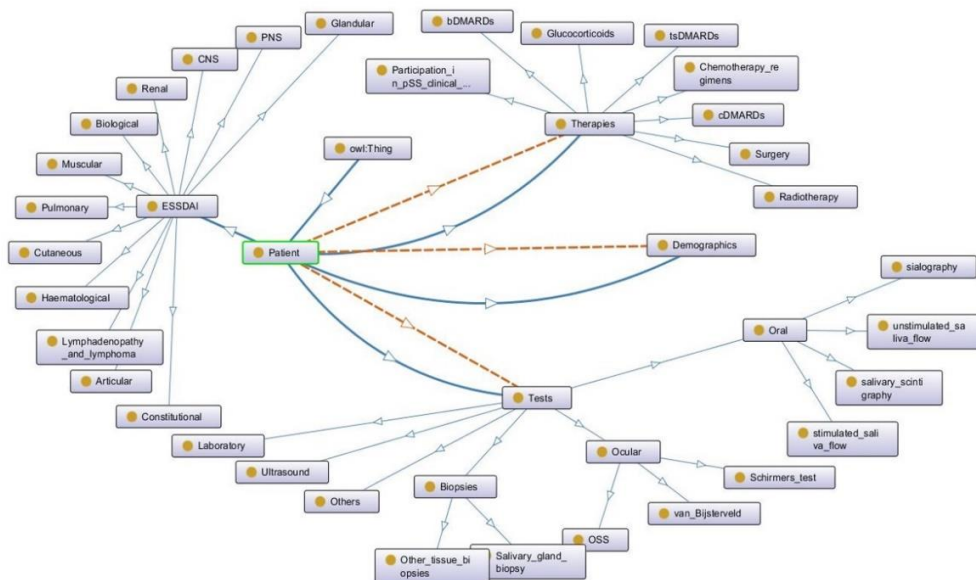 PNS
Glandular
CNS
Renal
Biological
Muscular
Pulmonary
ESSDAI
Cutaneous
Haematological
Lymphadenopathy
_and_lymphoma
Articular
Constitutional
owl:Thing
Patient
bDMARDs
Glucocorticoids
tsDMARDs
Participation_i
n_pSS_clinical_...
Chemotherapy_re
gimens
Therapies
cDMARDs
Surgery
Radiotherapy
Demographics
sialography
Oral
unstimulated_sa
liva_flow
salivary_scinti
graphy
stimulated_sali
va_flow
Tests
Laboratory
Ultrasound
Others
Biopsies
Ocular
Schirmers_test
van_Bijsterveld
OSS
Other_tissue_bi
opsies
Salivary_gland_
biopsy